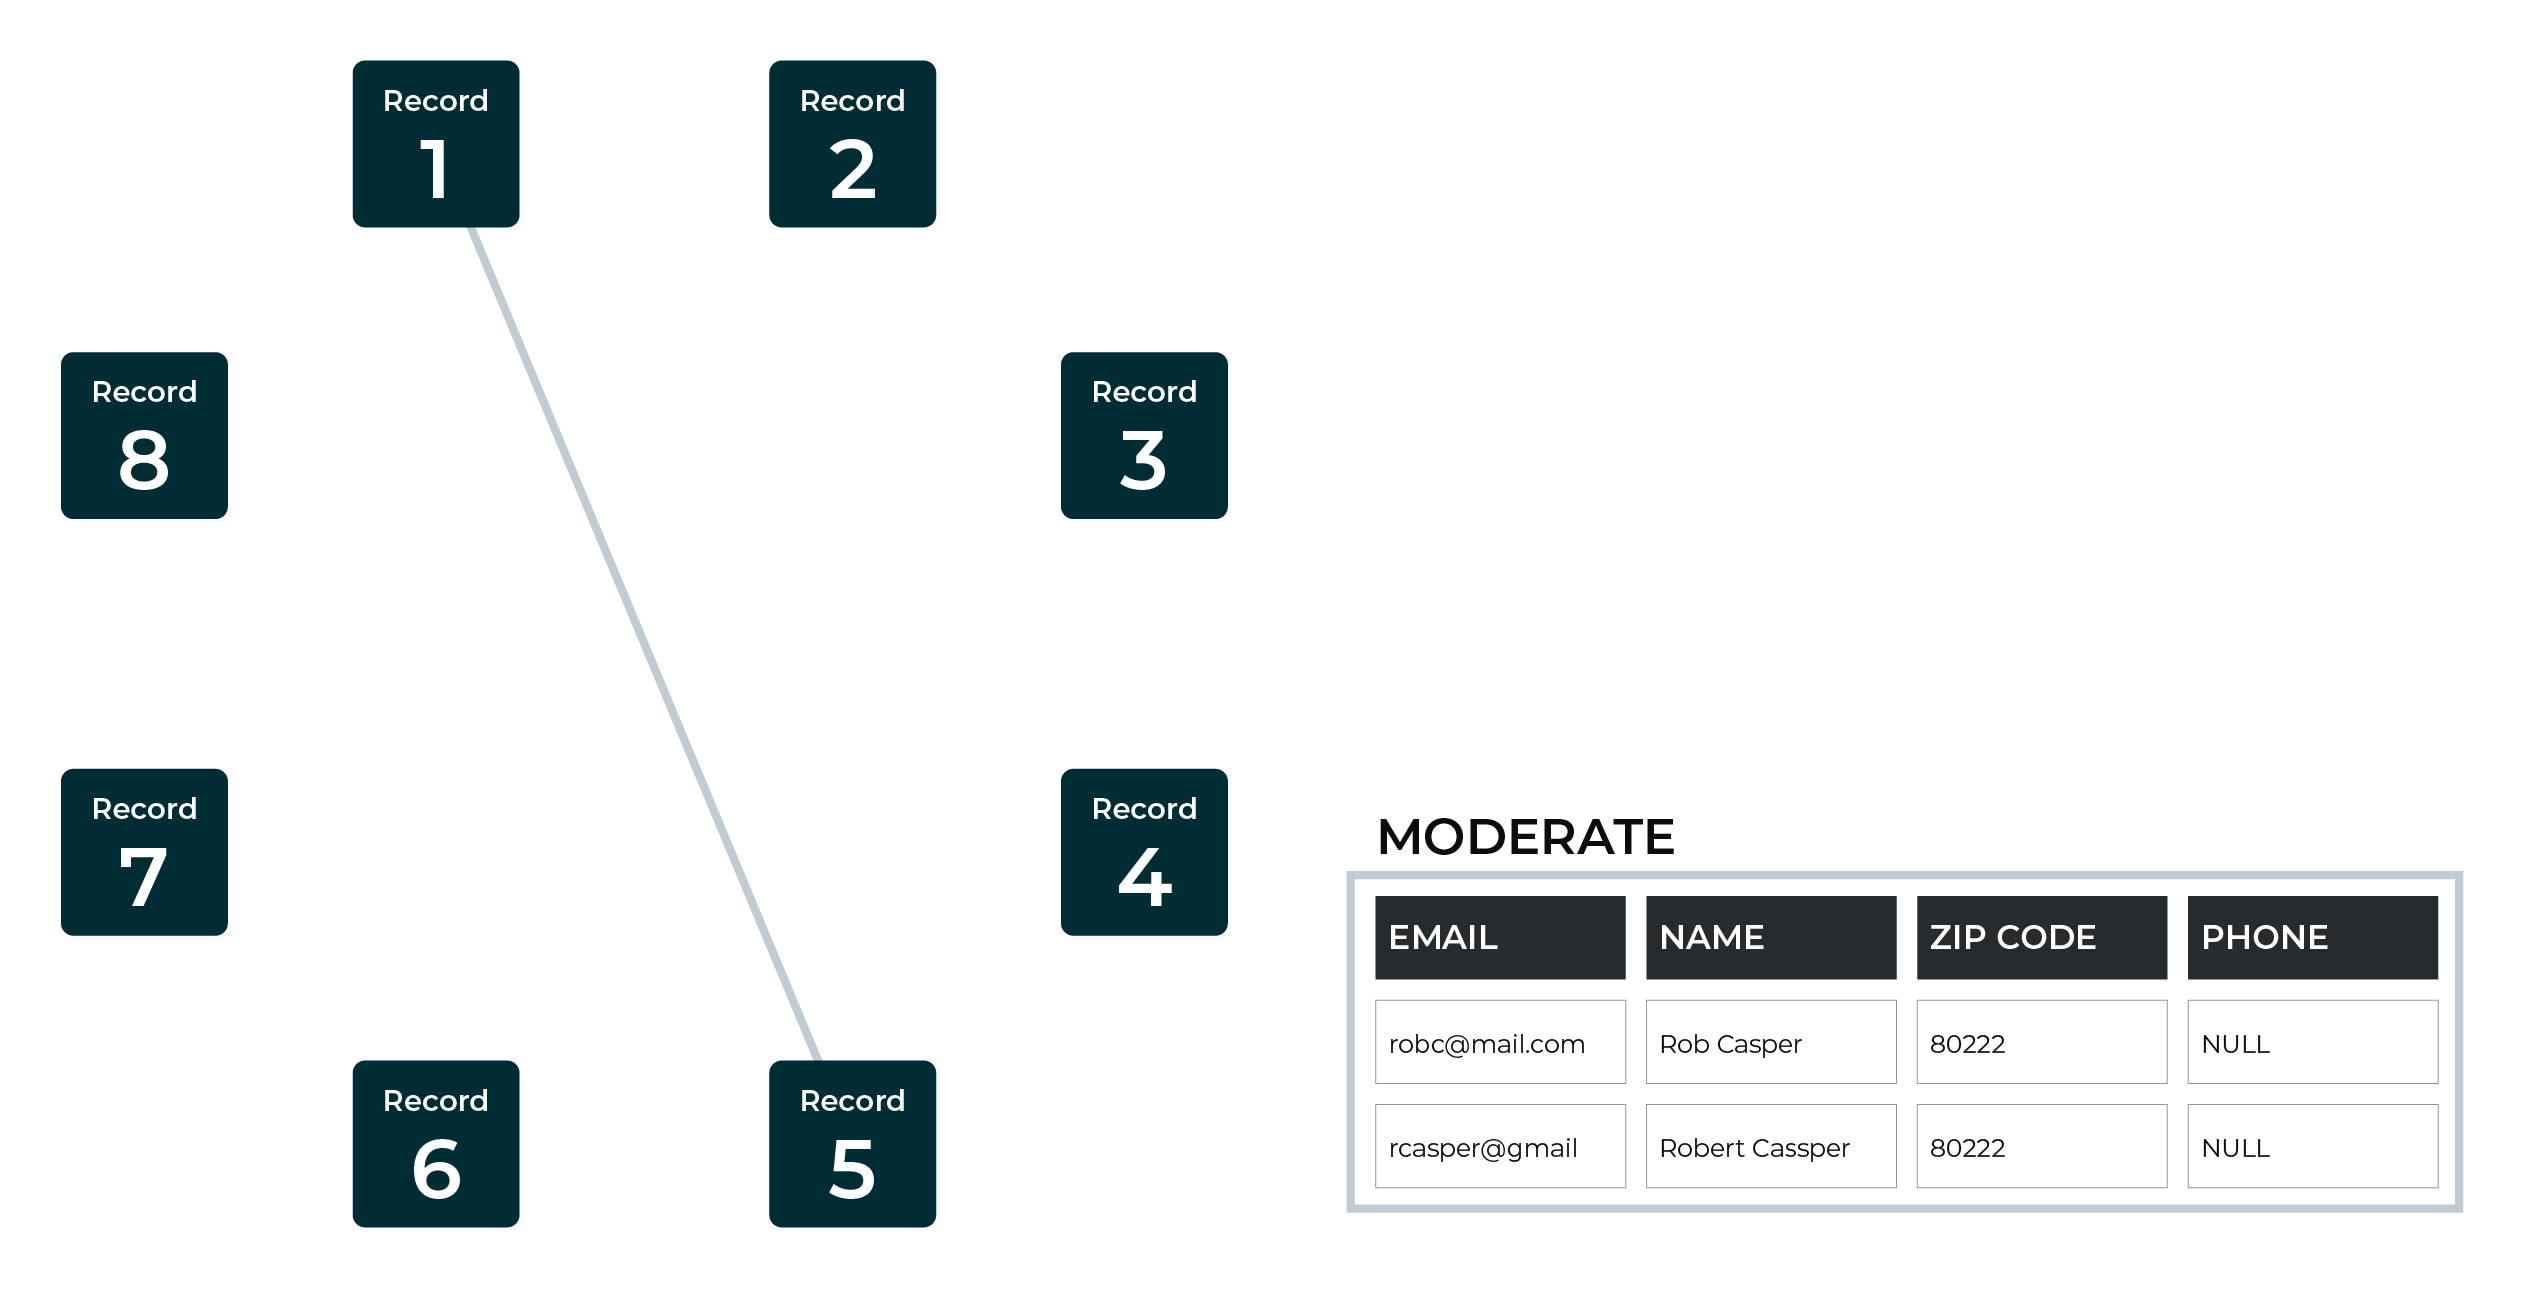 Record
1
Record
2
Record
8
Record
3
Record
7
Record
4
Record
6
Record
5
MODERATE
EMAIL NAME ZIP CODE PHONE
robc@mail.com Rob Casper 80222 NULL
rcasper@gmail Robert Cassper 80222 NULL